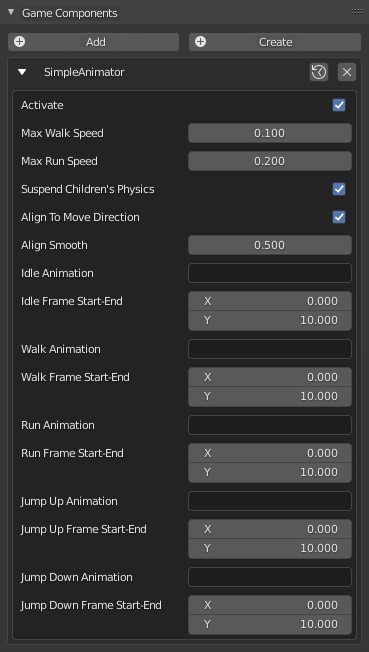 Game Components
Add Create
SimpleAnimator
Activate
Max Walk Speed 0.100
Max Run Speed 0.200
Suspend Children's Physics
Align To Move Direction
Align Smooth 0.500
Idle Animation
Idle Frame Start-End X 0.000
Y 10.000
Walk Animation
Walk Frame Start-End X 0.000
Y 10.000
Run Animation
Run Frame Start-End X 0.000
Y 10.000
Jump Up Animation
Jump Up Frame Start-End X 0.000
Y 10.000
Jump Down Animation
Jump Down Frame Start-End X 0.000
Y 10.000